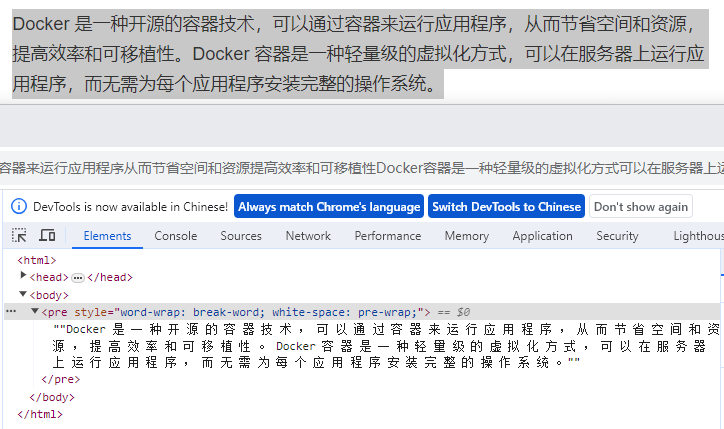 Docker 是一种开源的容器技术，可以通过容器来运行应用程序，从而节省空间和资源，
提高效率和可移植性。Docker 容器是一种轻量级的虚拟化方式，可以在服务器上运行应
用程序，而无需为每个应用程序安装完整的操作系统。
容器来运行应用程序从而节省空间和资源提高效率和可移植性Docker容器是一种轻量级的虚拟化方式可以在服务器上运
DevTools is now available in Chinese! Always match Chrome's language Switch DevTools to Chinese Don't show again
Elements Console Sources Network Performance Memory Application Security Lighthous
<html>
<head>…</head>
<body>
<pre style="word-wrap: break-word; white-space: pre-wrap;"> == $0
""Docker 是一种开源的容器技术，可以通过容器来运行应用程序，从而节省空间和资
源，提高效率和可移植性。Docker 容器是一种轻量级的虚拟化方式，可以在服务器
上运行应用程序，而无需为每个应用程序安装完整的操作系统。""
</pre>
</body>
</html>